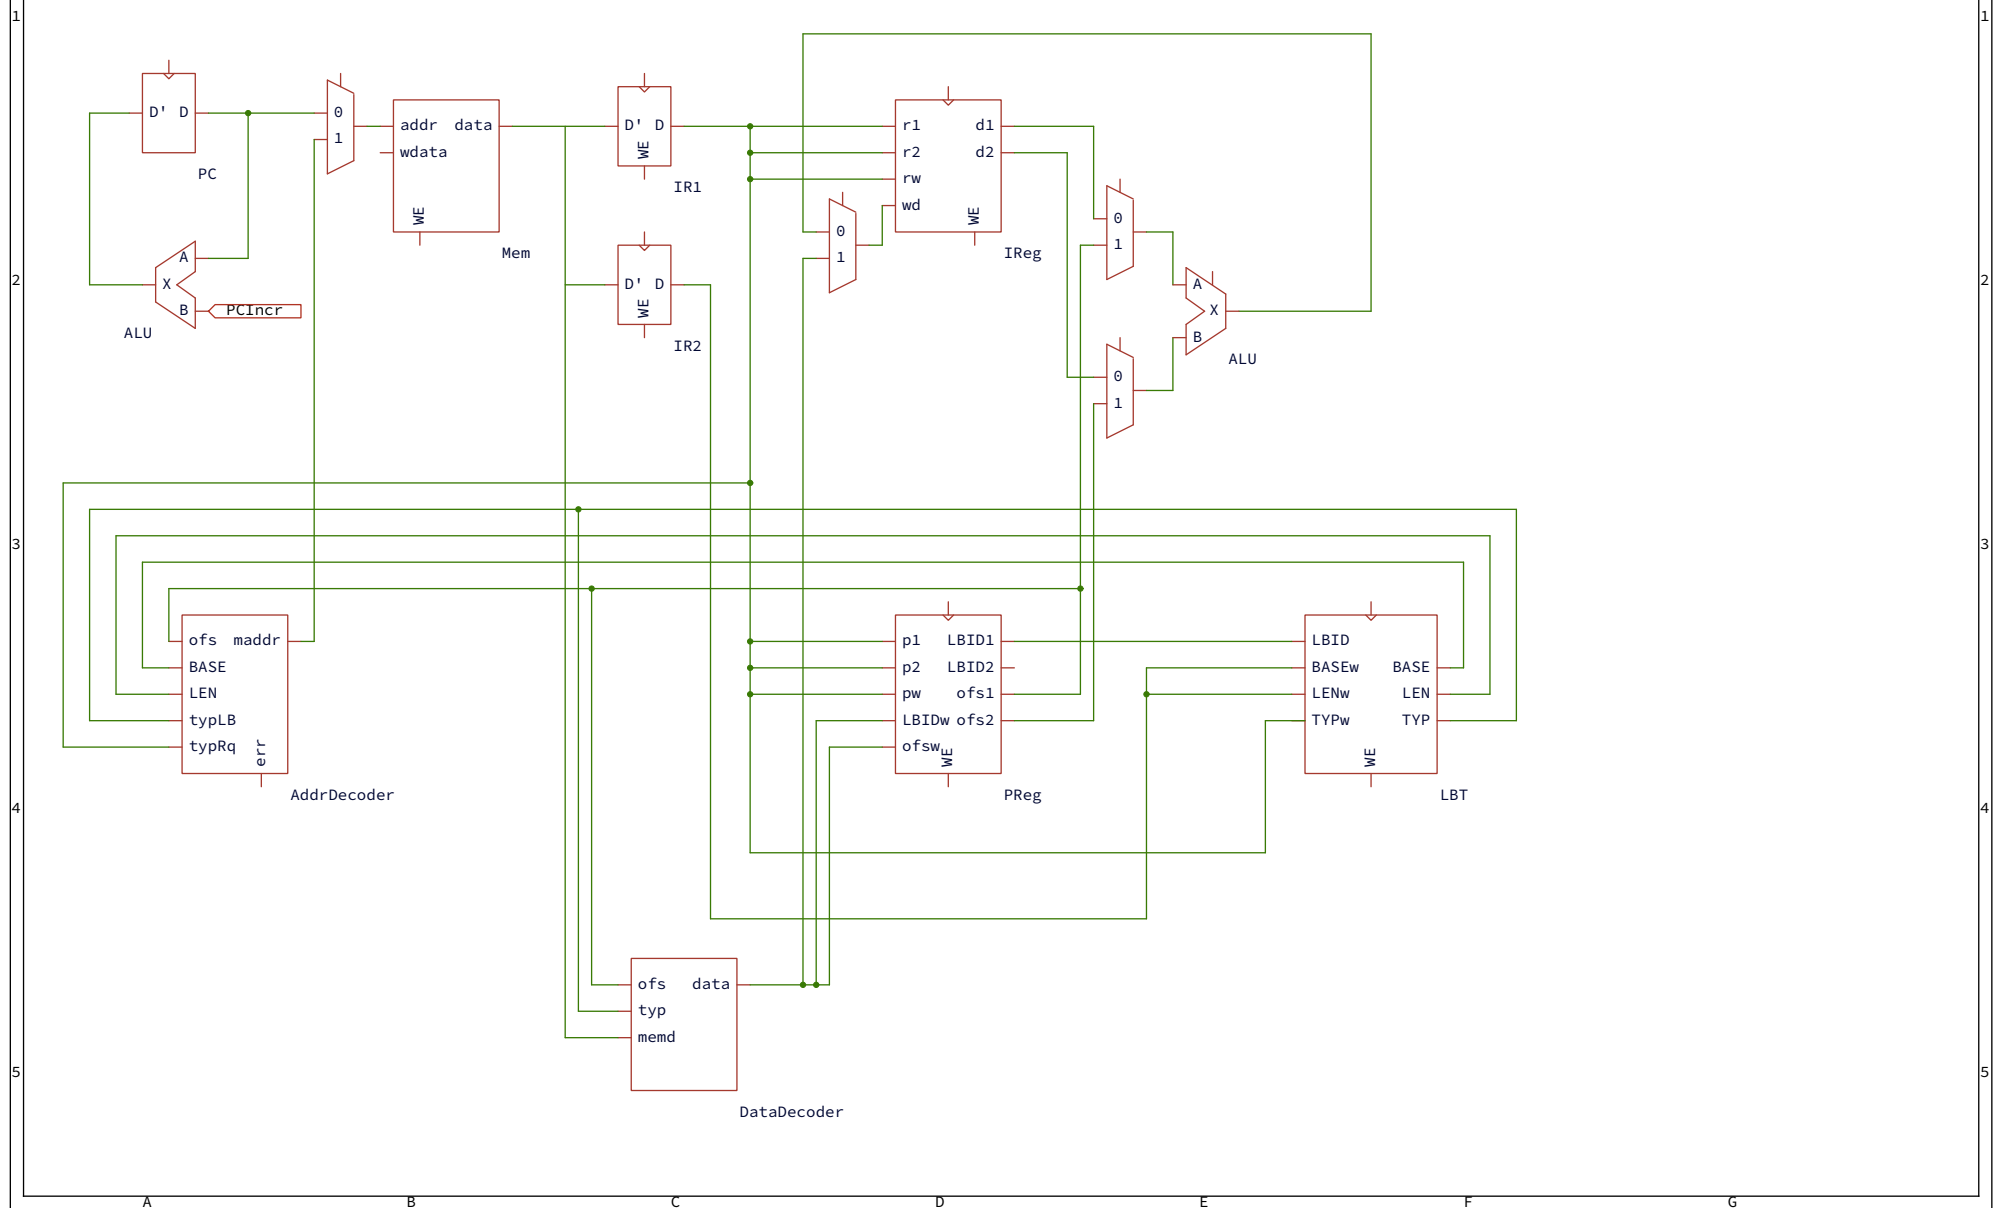 1 1
D' D
PC
0
1
addr data
wdata
WE
Mem
D' D
WE
IR1
r1 d1
r2 d2
rw
wd
WE
IReg
0
1
0
1
2 2
A
X
B
PCIncr
ALU
D' D
WE
IR2
A
X
B
ALU
0
1
3 3
ofs maddr
BASE
LEN
typLB
typRq
err
AddrDecoder
p1 LBID1
p2 LBID2
pw ofs1
LBIDw ofs2
ofsw
WE
PReg
LBID
BASEw BASE
LENw LEN
TYPw TYP
WE
LBT
4 4
ofs data
typ
memd
DataDecoder
5 5
A B C D E F G